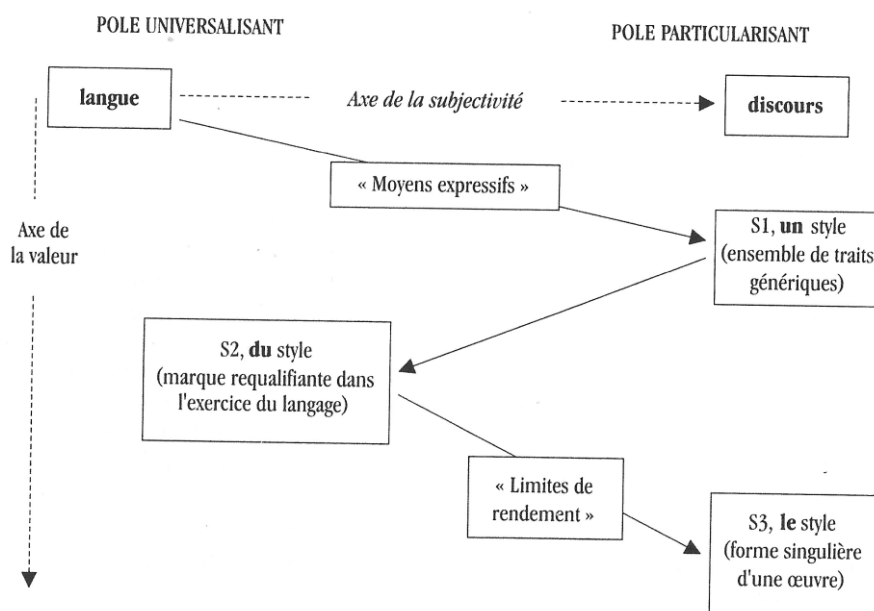 POLE UNIVERSALISANT
POLE PARTICULARISANT
langue
Axe de la subjectivité
discours
« Moyens expressifs »
Axe de
la valeur
S1, un style
(ensemble de traits
génériques)
S2, du style
(marque requalifiante dans
l'exercice du langage)
« Limites de
rendement »
S3, le style
(forme singulière
d'une œuvre)